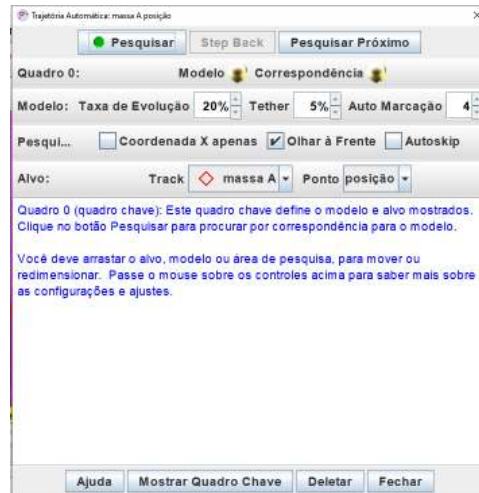 Trajetória Automática: massa A posição
Pesquisar Step Back Pesquisar Próximo
Quadro 0: Modelo Correspondência
Modelo: Taxa de Evolução 20% Tether 5% Auto Marcação 4
Pesqui... Coordenada X apenas Olhar à Frente Autoskip
Alvo: Track massa A Ponto posição
Quadro 0 (quadro chave): Este quadro chave define o modelo e alvo mostrados.
Clique no botão Pesquisar para procurar por correspondência para o modelo.
Você deve arrastar o alvo, modelo ou área de pesquisa, para mover ou
redimensionar. Passe o mouse sobre os controles acima para saber mais sobre
as configurações e ajustes.
Ajuda Mostrar Quadro Chave Deletar Fechar